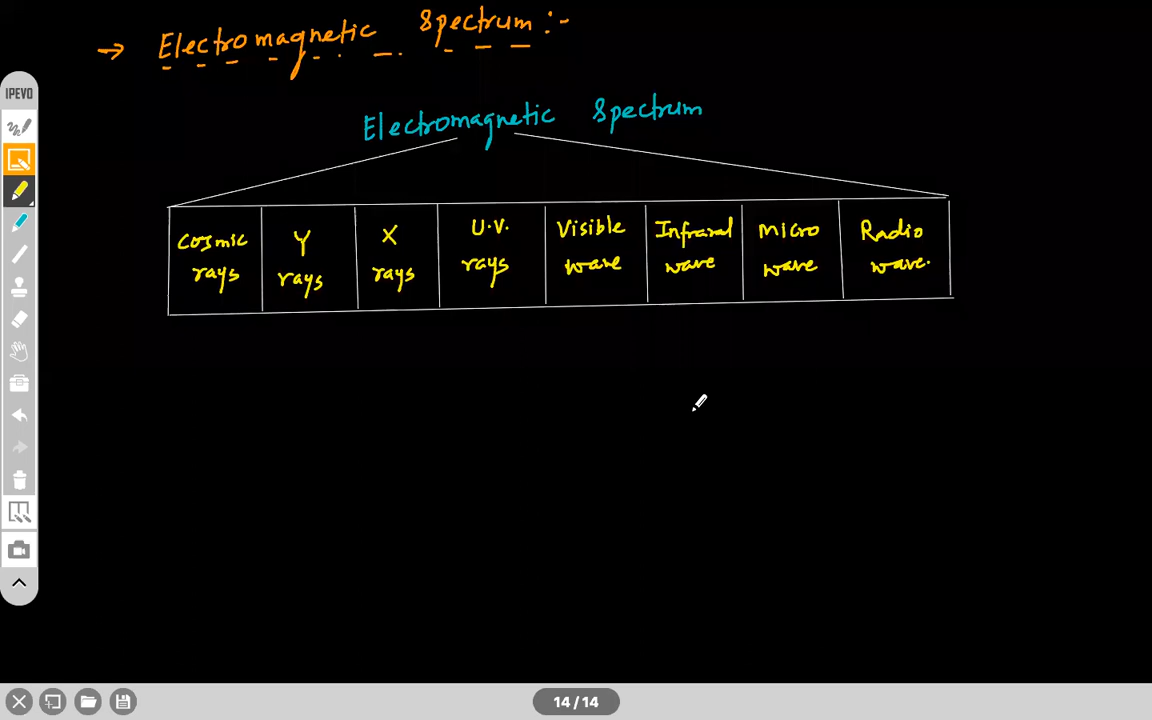 → Electromagnetic Spectrum :-
IPEVO
Electromagnetic Spectrum
Cosmic rays
Y rays
X rays
U.V. rays
Visible wave
Infrared wave
Micro wave
Radio wave.
14 / 14